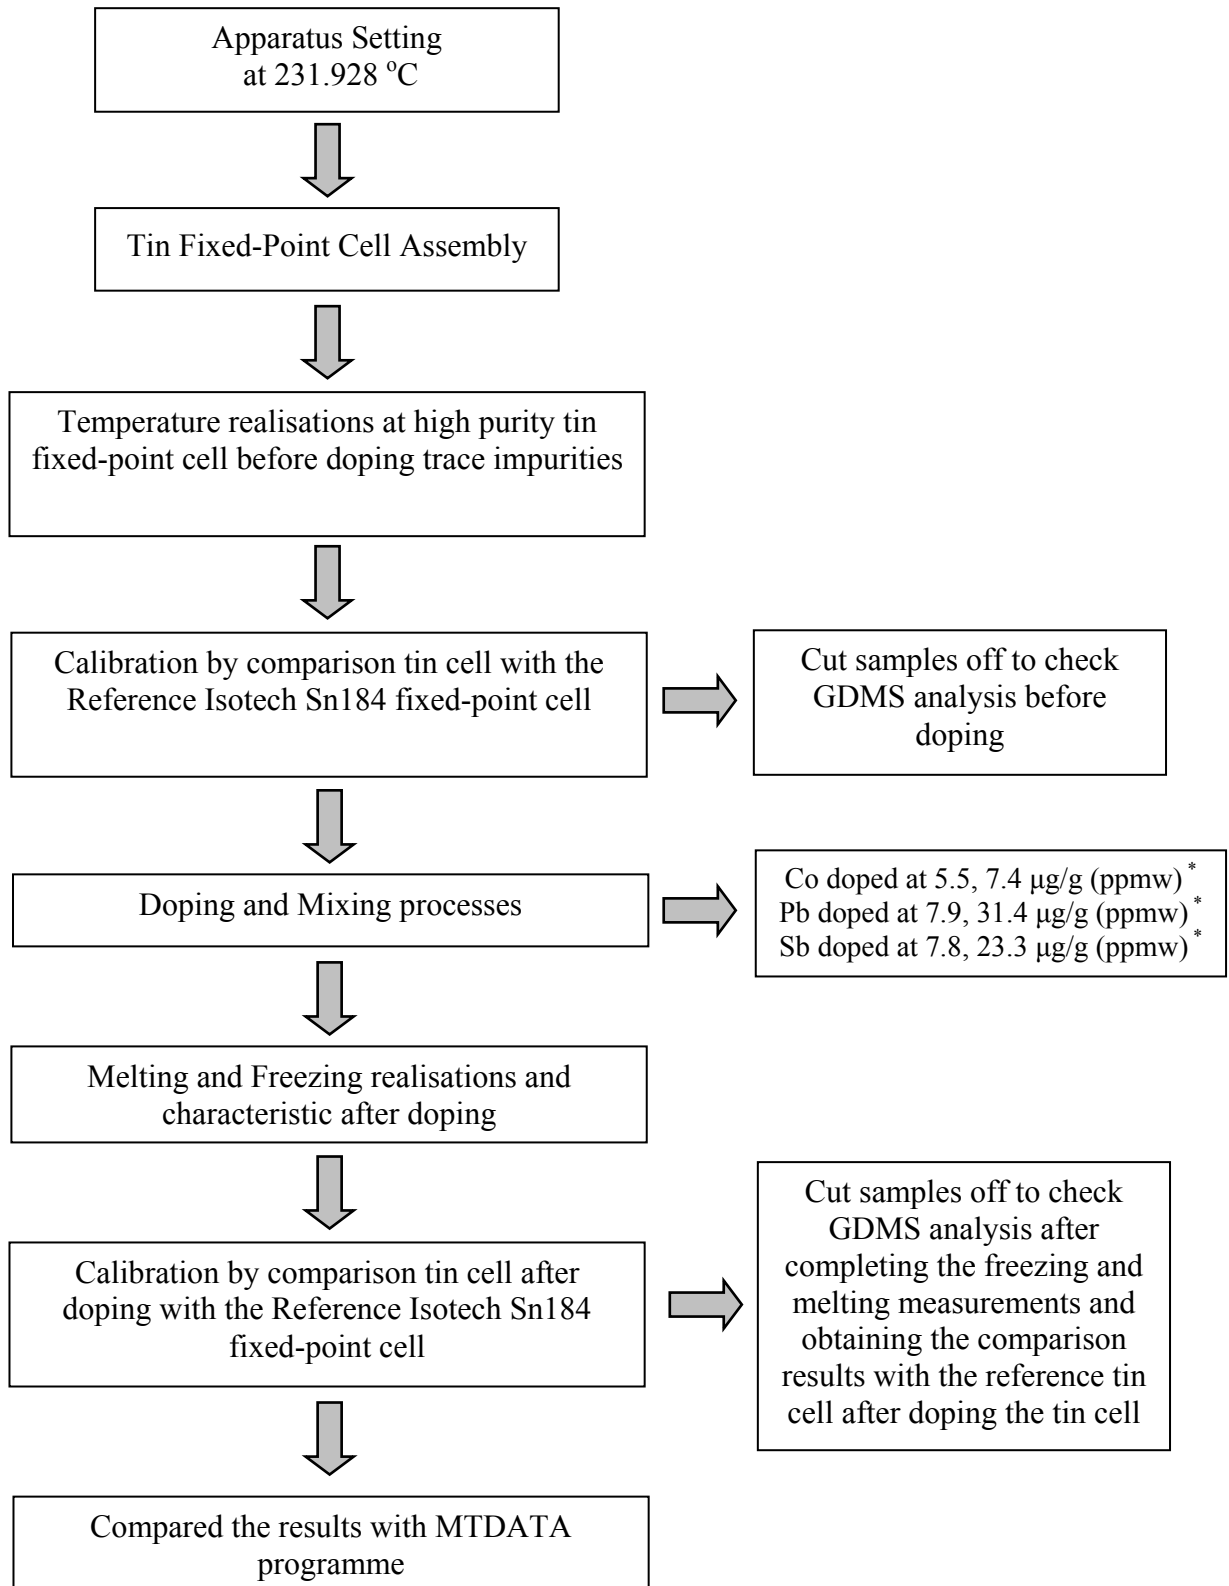 Apparatus Setting
at 231.928 °C
Tin Fixed-Point Cell Assembly
Temperature realisations at high purity tin
fixed-point cell before doping trace impurities
Calibration by comparison tin cell with the
Reference Isotech Sn184 fixed-point cell
Cut samples off to check
GDMS analysis before
doping
Doping and Mixing processes
Co doped at 5.5, 7.4 μg/g (ppmw) *
Pb doped at 7.9, 31.4 μg/g (ppmw) *
Sb doped at 7.8, 23.3 μg/g (ppmw) *
Melting and Freezing realisations and
characteristic after doping
Calibration by comparison tin cell after
doping with the Reference Isotech Sn184
fixed-point cell
Cut samples off to check
GDMS analysis after
completing the freezing and
melting measurements and
obtaining the comparison
results with the reference tin
cell after doping the tin cell
Compared the results with MTDATA
programme